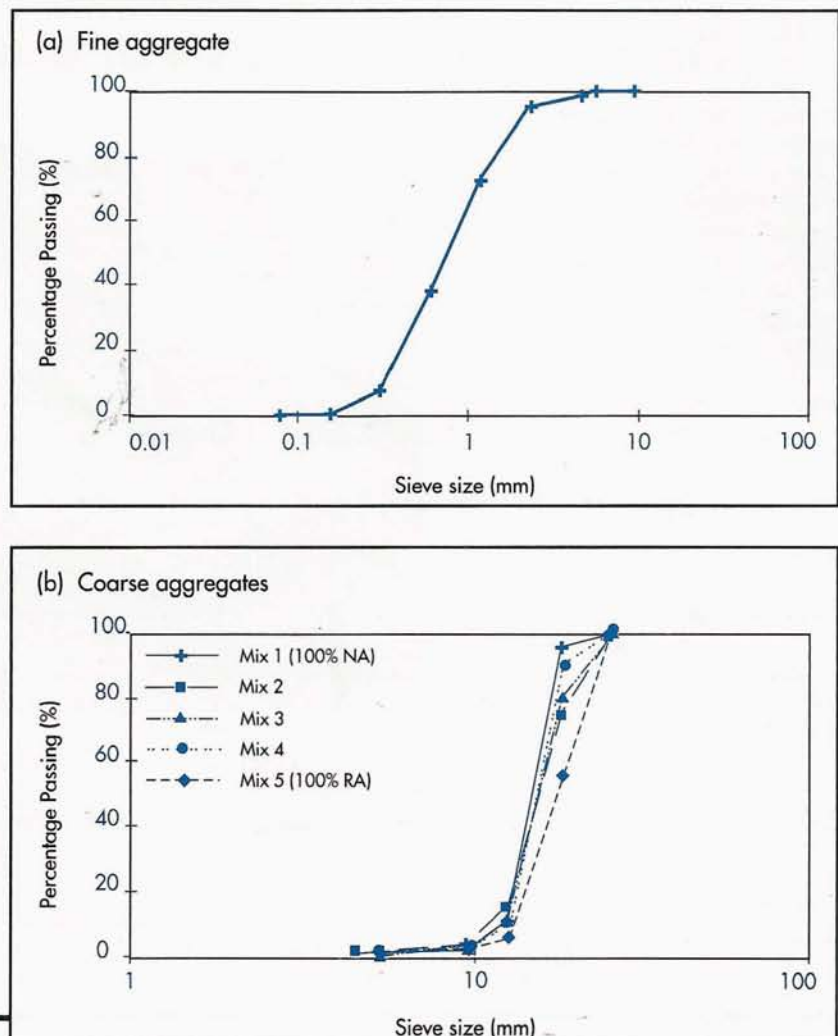 (a) Fine aggregate
100
80
60
40
20
0
Percentage Passing (%)
0.01 0.1 1 10 100
Sieve size (mm)
(b) Coarse aggregates
100
80
60
40
20
0
Percentage Passing (%)
Mix 1 (100% NA)
Mix 2
Mix 3
Mix 4
Mix 5 (100% RA)
1 10 100
Sieve size (mm)